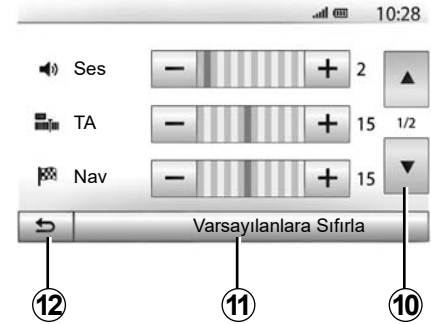 10:28
Ses 2
TA 15 1/2
Nav 15
Varsayılanlara Sıfırla
12 11 10